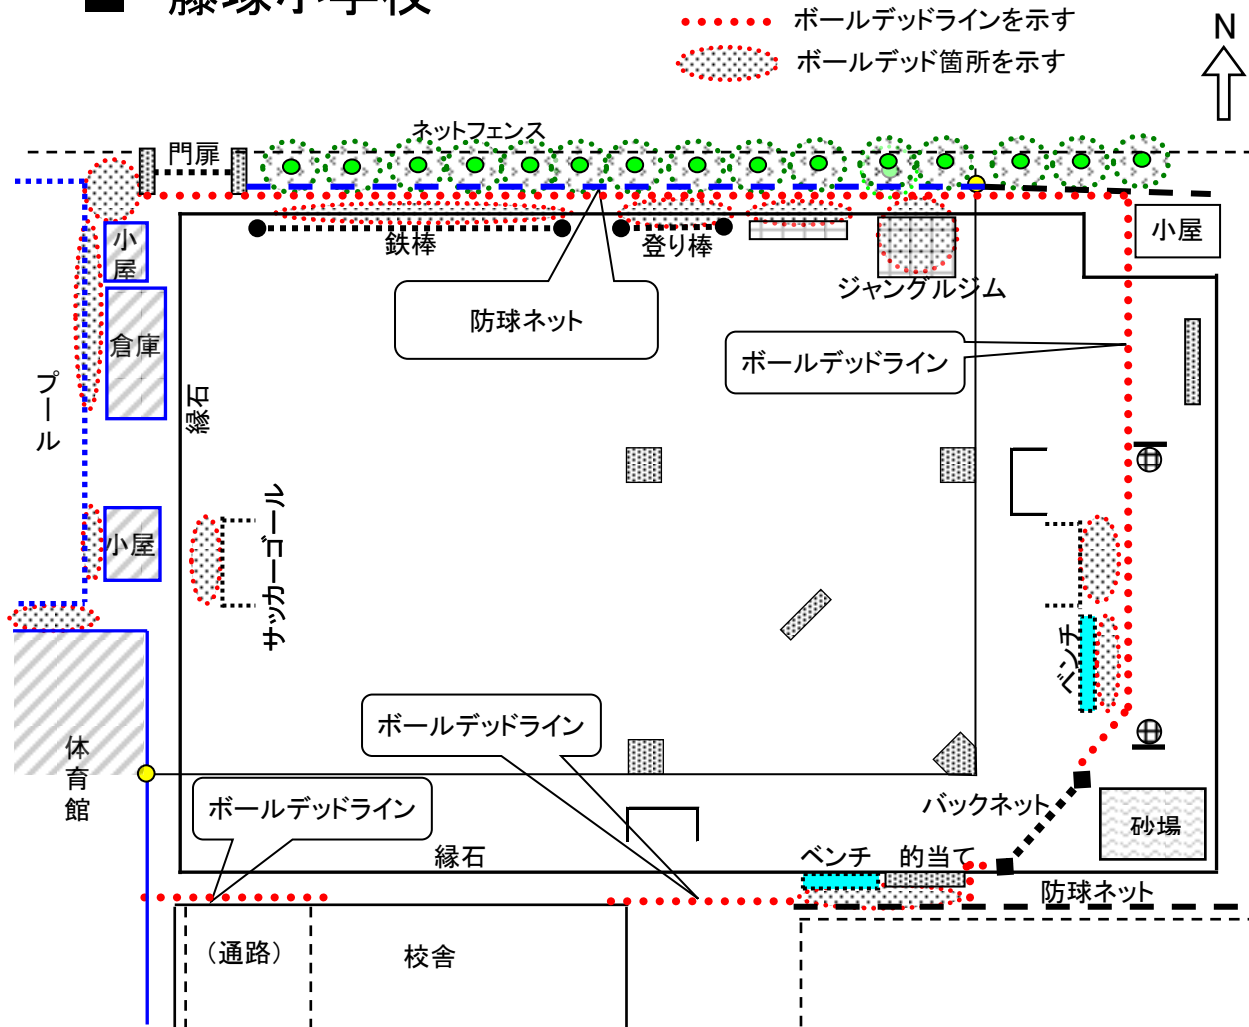 ■ 藤塚小学校
ボールデッドラインを示す
ボールデッド箇所を示す
N
ネットフェンス
門扉
小屋
小屋
鉄棒
登り棒
ジャングルジム
防球ネット
ボールデッドライン
倉庫
プール
縁石
小屋
サッカーゴール
ベンチ
体育館
ボールデッドライン
ボールデッドライン
バックネット
砂場
縁石
ベンチ
的当て
防球ネット
（通路）
校舎